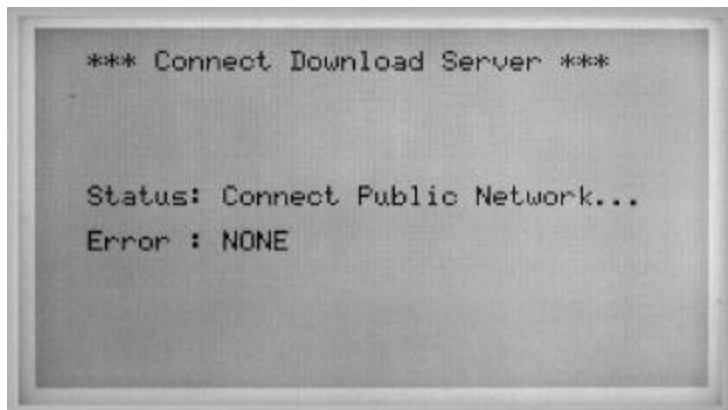 *** Connect Download Server ***
Status: Connect Public Network...
Error : NONE